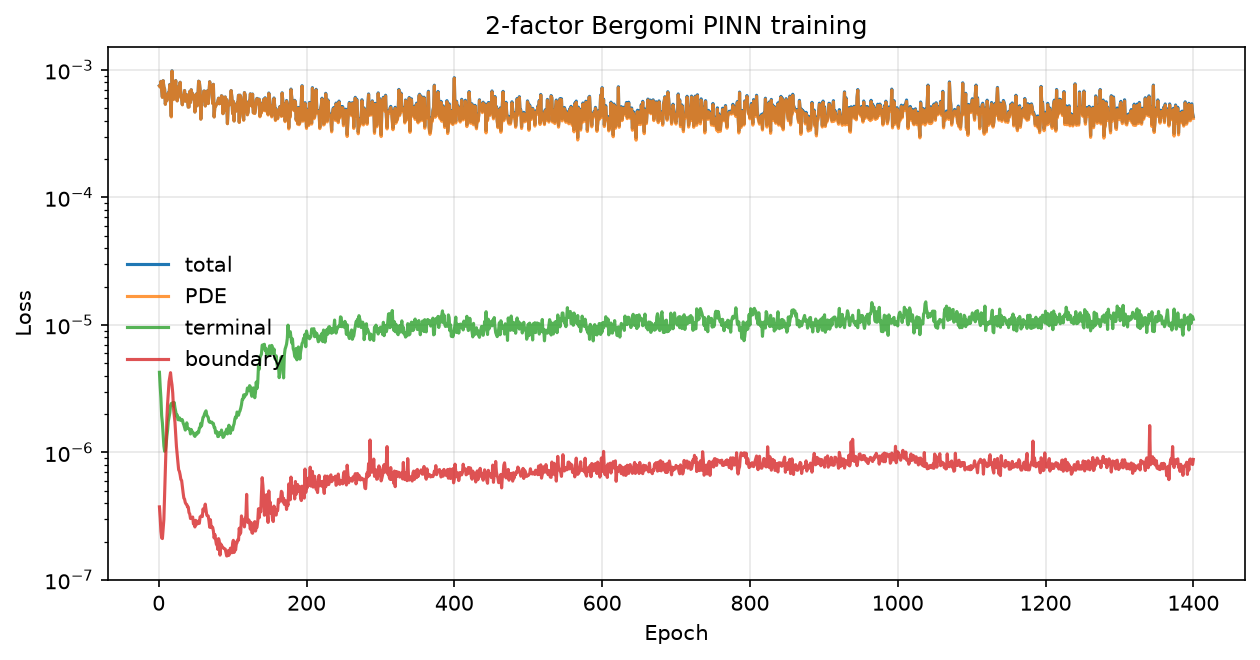 2-factor Bergomi PINN training
10⁻³
10⁻⁴
10⁻⁵
10⁻⁶
10⁻⁷
Loss
total
PDE
terminal
boundary
0 200 400 600 800 1000 1200 1400
Epoch